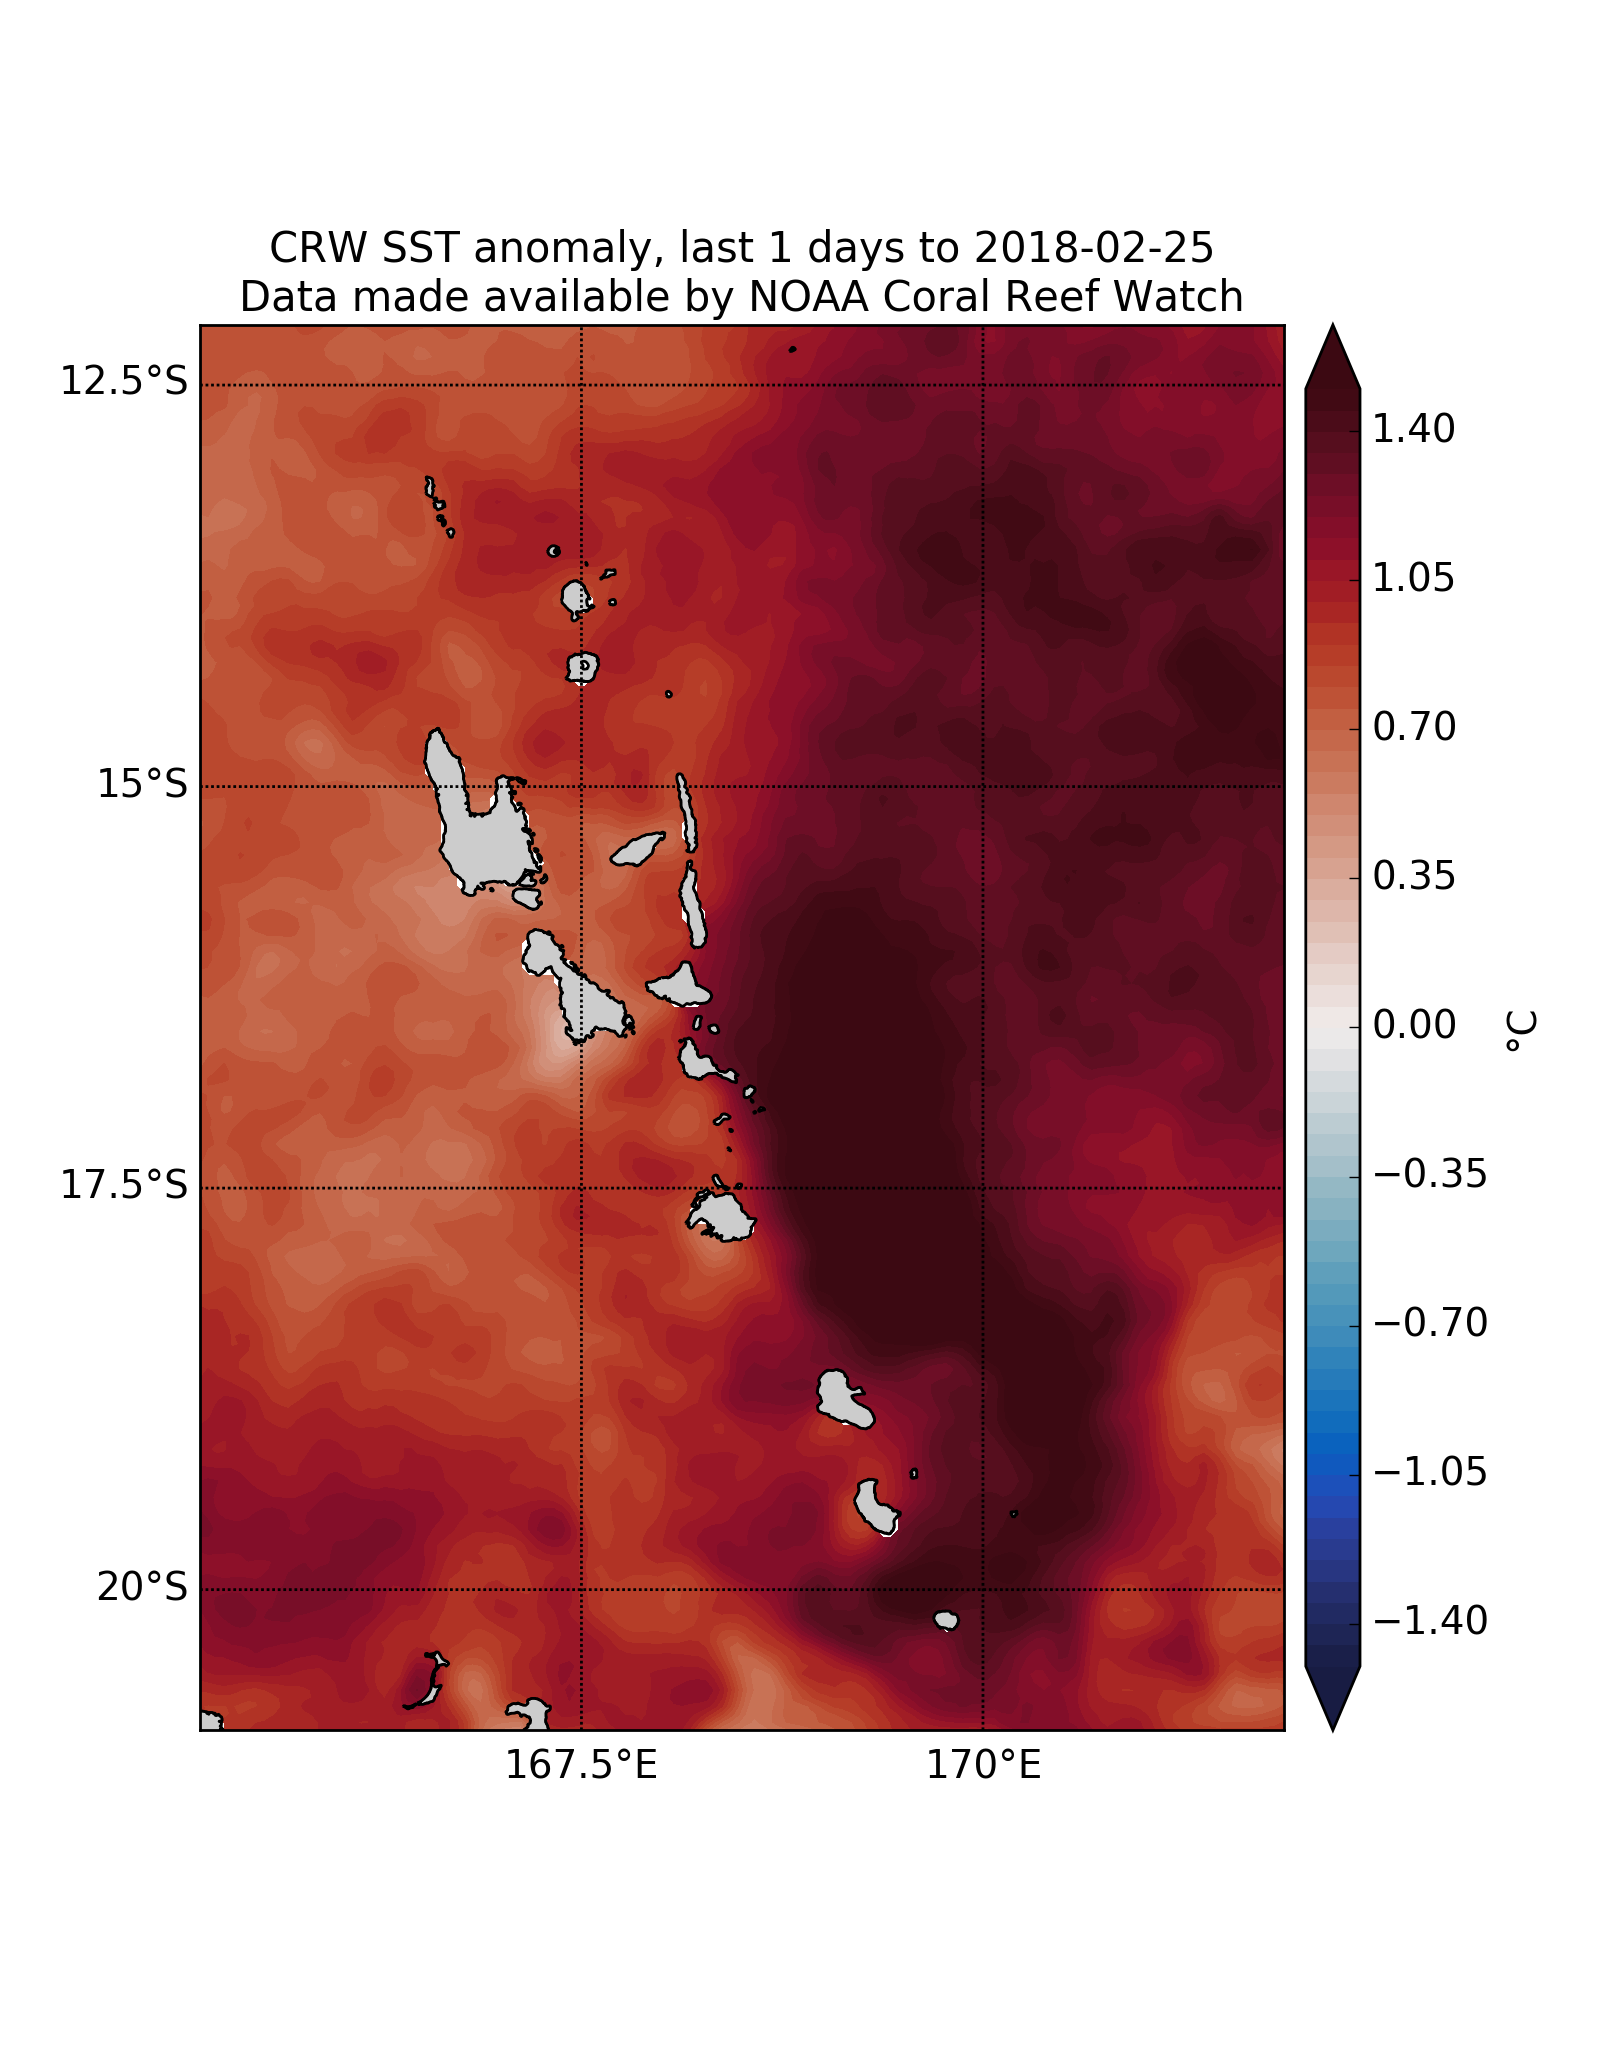 CRW SST anomaly, last 1 days to 2018-02-25
Data made available by NOAA Coral Reef Watch
12.5°S
15°S
17.5°S
20°S
167.5°E
170°E
1.40
1.05
0.70
0.35
0.00
−0.35
−0.70
−1.05
−1.40
°C